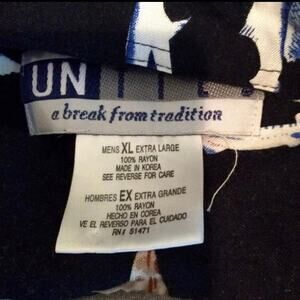 UN
a break from tradition
MENS XL EXTRA LARGE
100% RAYON
MADE IN KOREA
SEE REVERSE FOR CARE
HOMBRES EX EXTRA GRANDE
100% RAYON
HECHO EN COREA
VE EL REVERSO PARA EL CUIDADO
RN# 51471